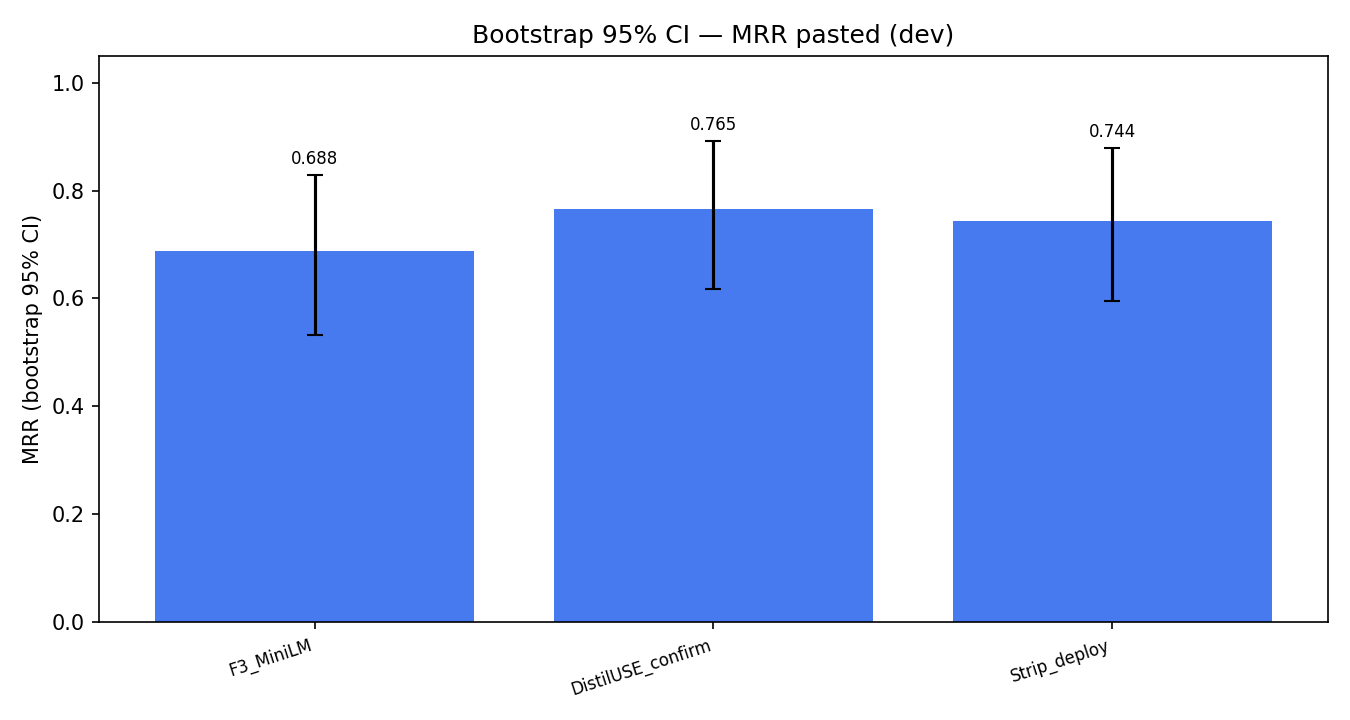 Bootstrap 95% CI — MRR pasted (dev)
MRR (bootstrap 95% CI)
1.0
0.8
0.6
0.4
0.2
0.0
0.688
0.765
0.744
F3_MiniLM
DistilUSE_confirm
Strip_deploy